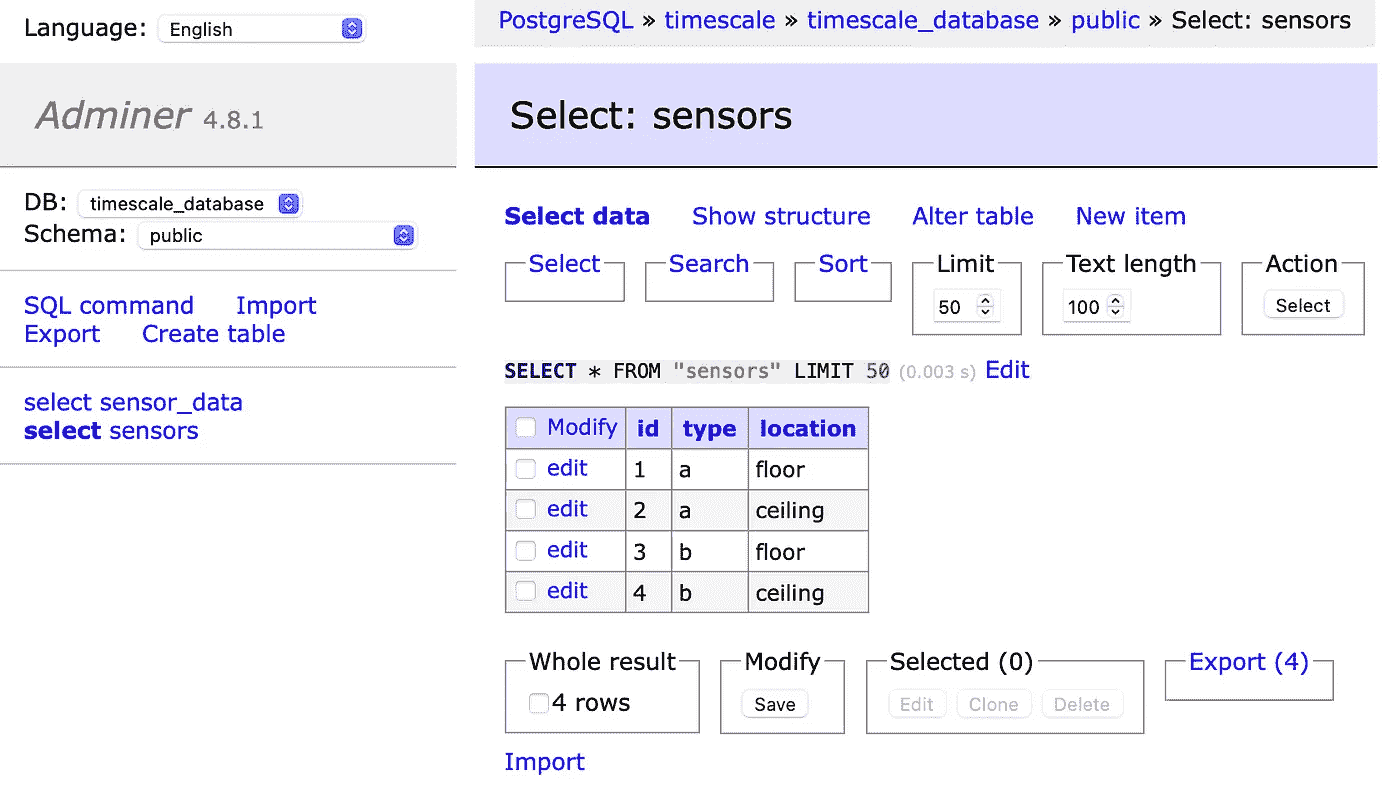 Language: English
PostgreSQL » timescale » timescale_database » public » Select: sensors
Adminer 4.8.1
Select: sensors
DB: timescale_database
Schema: public
SQL command Import
Export Create table
select sensor_data
select sensors
Select data Show structure Alter table New item
Select Search Sort Limit Text length Action
50 100 Select
SELECT * FROM "sensors" LIMIT 50 (0.003 s) Edit
Modify id type location
edit 1 a floor
edit 2 a ceiling
edit 3 b floor
edit 4 b ceiling
Whole result Modify Selected (0) Export (4)
4 rows Save Edit Clone Delete
Import